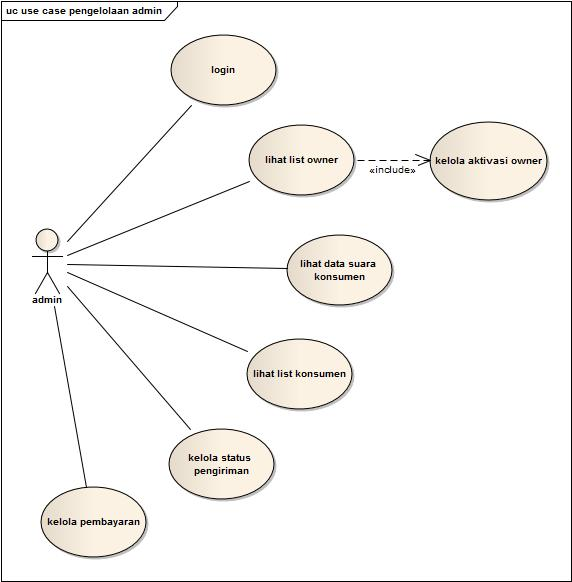 uc use case pengelolaan admin
login
lihat list owner
«include»
kelola aktivasi owner
lihat data suara
konsumen
admin
lihat list konsumen
kelola status
pengiriman
kelola pembayaran